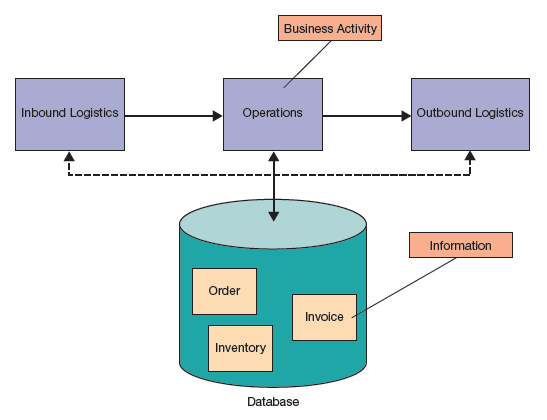 Business Activity
Inbound Logistics
Operations
Outbound Logistics
Information
Order
Invoice
Inventory
Database